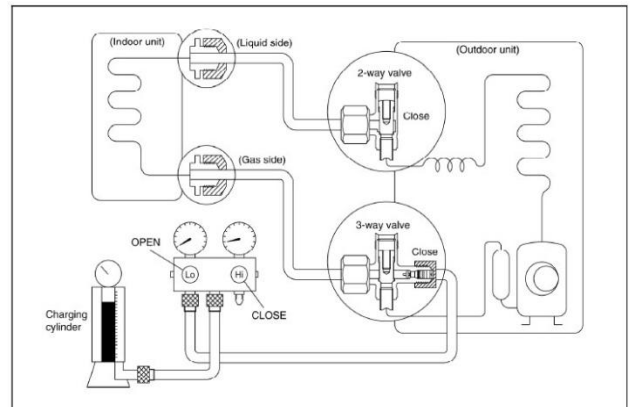 (Indoor unit)
(Liquid side)
(Outdoor unit)
2-way valve
Close
(Gas side)
3-way valve
Close
OPEN
Lo
Hi
CLOSE
Charging
cylinder